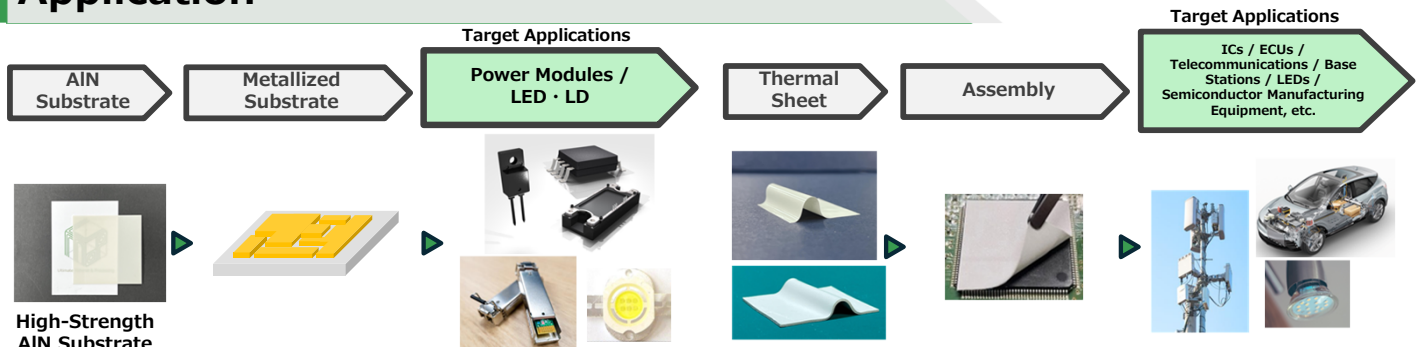 Application
Target Applications
AlN
Substrate
Metallized
Substrate
Power Modules /
LED・LD
Thermal
Sheet
Assembly
Target Applications
ICs / ECUs /
Telecommunications / Base
Stations / LEDs /
Semiconductor Manufacturing
Equipment, etc.
High-Strength
AlN Substrate